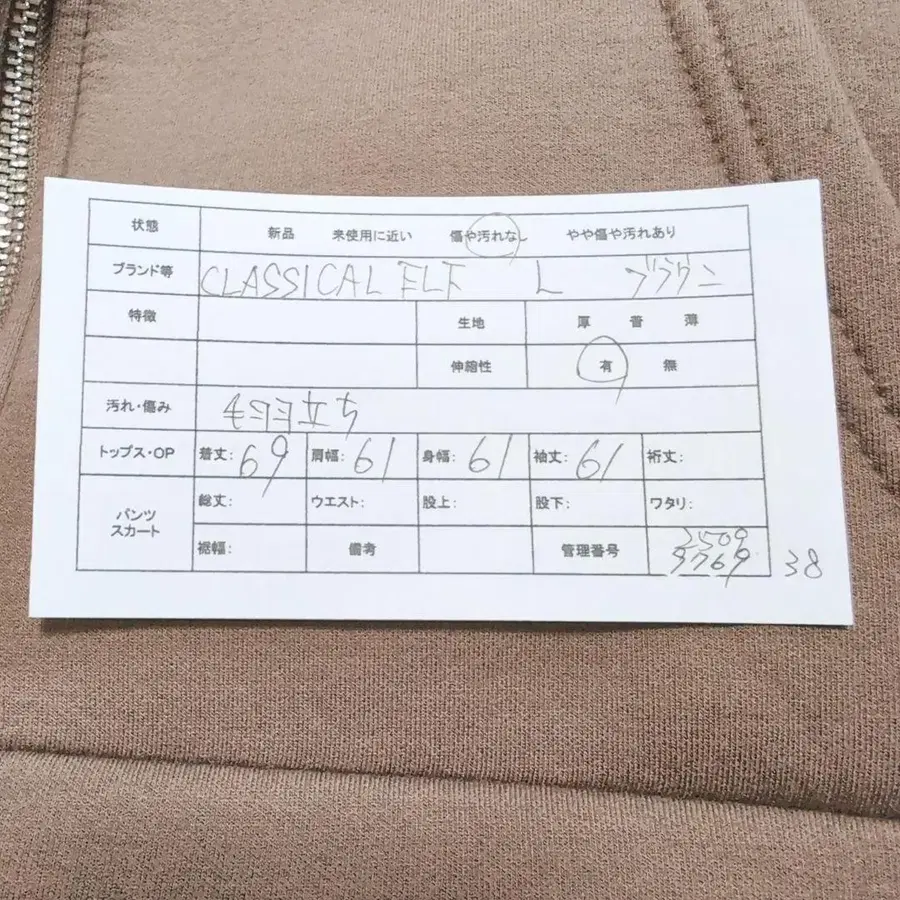 状態 新品 未使用に近い 傷や汚れなし やや傷や汚れあり
ブランド等 CLASSICAL ELF L ブラウン
特徴 生地 厚 普 薄
伸縮性 有 無
汚れ・傷み 毛羽立ち
トップス・OP 着丈: 69 肩幅: 61 身幅: 61 袖丈: 61 裄丈:
パンツ スカート 総丈: ウエスト: 股上: 股下: ワタリ:
裾幅: 備考 管理番号 9769 38